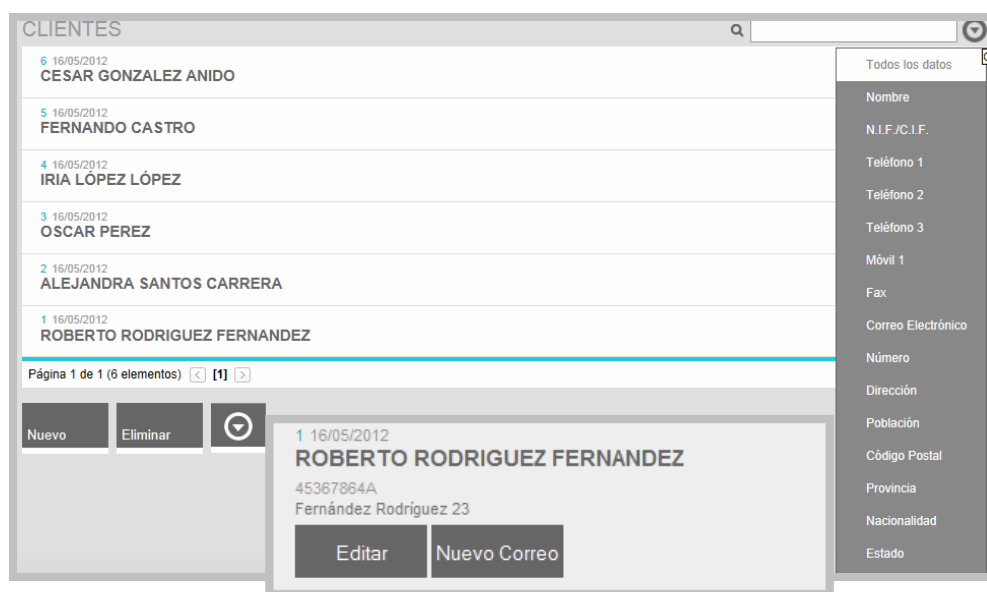 CLIENTES
6 16/05/2012
CESAR GONZALEZ ANIDO
5 16/05/2012
FERNANDO CASTRO
4 16/05/2012
IRIA LÓPEZ LÓPEZ
3 16/05/2012
OSCAR PEREZ
2 16/05/2012
ALEJANDRA SANTOS CARRERA
1 16/05/2012
ROBERTO RODRIGUEZ FERNANDEZ
Página 1 de 1 (6 elementos) < [1] >
Nuevo
Eliminar
1 16/05/2012
ROBERTO RODRIGUEZ FERNANDEZ
45367864A
Fernández Rodríguez 23
Editar
Nuevo Correo
Todos los datos
Nombre
N.I.F./C.I.F.
Teléfono 1
Teléfono 2
Teléfono 3
Móvil 1
Fax
Correo Electrónico
Número
Dirección
Población
Código Postal
Provincia
Nacionalidad
Estado